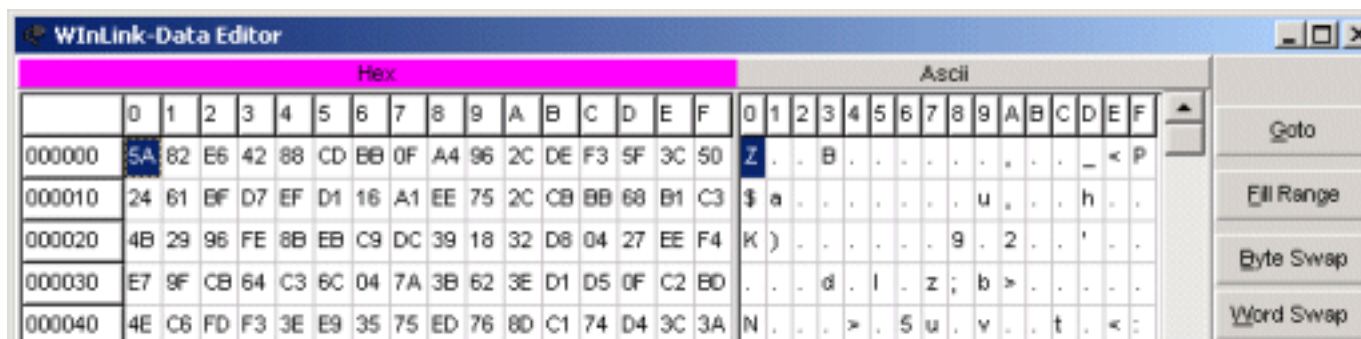 WInLink-Data Editor
Hex Ascii
0 1 2 3 4 5 6 7 8 9 A B C D E F 0 1 2 3 4 5 6 7 8 9 A B C D E F
Goto
000000 5A 82 E6 42 88 CD BB 0F A4 96 2C DE F3 5F 3C 50 Z . . B . . . . . . , . . _ < P
000010 24 61 BF D7 EF D1 16 A1 EE 75 2C CB BB 68 B1 C3 $ a . . . . . . . u , . . h . .
Fill Range
000020 4B 29 96 FE 8B EB C9 DC 39 18 32 D8 04 27 EE F4 K ) . . . . . . 9 . 2 . . ' . .
Byte Swap
000030 E7 9F CB 64 C3 6C 04 7A 3B 62 3E D1 D5 0F C2 BD . . . d . l . z ; b > . . . . .
000040 4E C6 FD F3 3E E9 35 75 ED 76 8D C1 74 D4 3C 3A N . . . > . 5 u . v . . t . < :
Word Swap